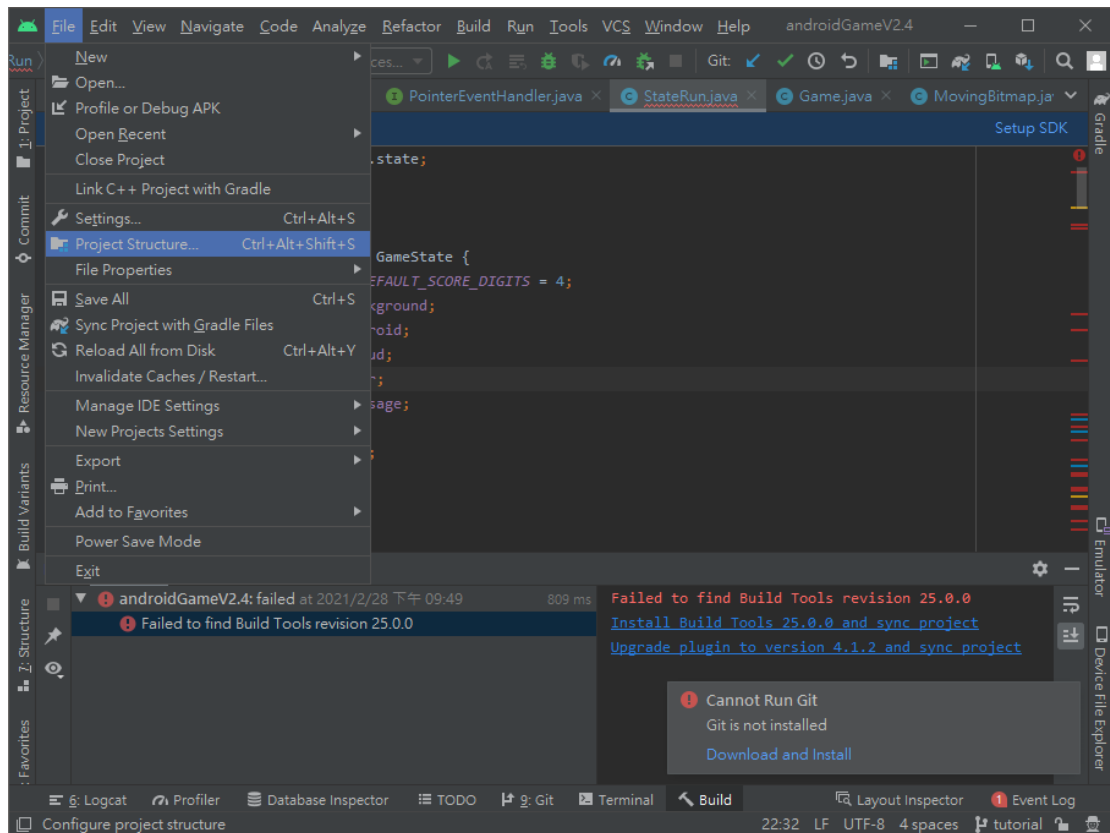 File Edit View Navigate Code Analyze Refactor Build Run Tools VCS Window Help androidGameV2.4
Run
New
ces...
Git:
Open...
PointerEventHandler.java
StateRun.java
Game.java
MovingBitmap.ja
Profile or Debug APK
Open Recent
Setup SDK
Close Project
.state;
Link C++ Project with Gradle
Settings... Ctrl+Alt+S
Project Structure... Ctrl+Alt+Shift+S
GameState {
File Properties
EFAULT_SCORE_DIGITS = 4;
Save All Ctrl+S
kground;
Sync Project with Gradle Files
roid;
Reload All from Disk Ctrl+Alt+Y
ud;
Invalidate Caches / Restart...
;
Manage IDE Settings
sage;
New Projects Settings
Export
;
Print...
Add to Favorites
Power Save Mode
Exit
1: Project
Commit
Resource Manager
Build Variants
7: Structure
: Favorites
Gradle
Emulator
Device File Explorer
androidGameV2.4: failed at 2021/2/28 下午 09:49 809 ms
Failed to find Build Tools revision 25.0.0
Failed to find Build Tools revision 25.0.0
Install Build Tools 25.0.0 and sync project
Upgrade plugin to version 4.1.2 and sync project
Cannot Run Git
Git is not installed
Download and Install
6: Logcat Profiler Database Inspector TODO 9: Git Terminal Build Layout Inspector 1 Event Log
Configure project structure 22:32 LF UTF-8 4 spaces tutorial